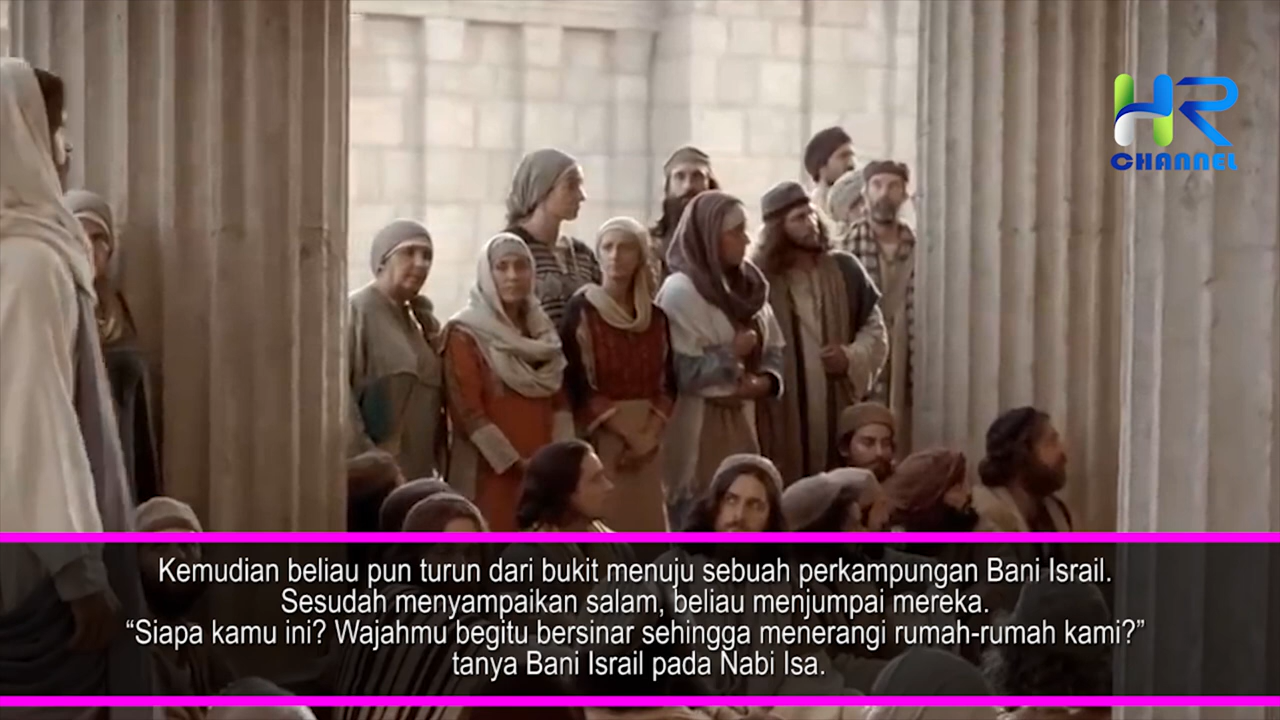 HR
CHANNEL
Kemudian beliau pun turun dari bukit menuju sebuah perkampungan Bani Israil.
Sesudah menyampaikan salam, beliau menjumpai mereka.
“Siapa kamu ini? Wajahmu begitu bersinar sehingga menerangi rumah-rumah kami?”
tanya Bani Israil pada Nabi Isa.